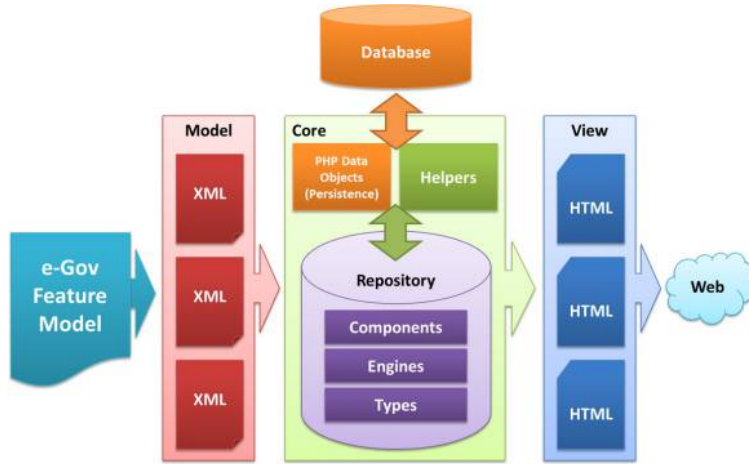 Database
Model
Core
View
XML
XML
XML
PHP Data
Objects
(Persistence)
Helpers
HTML
HTML
HTML
e-Gov
Feature
Model
Repository
Components
Engines
Types
Web